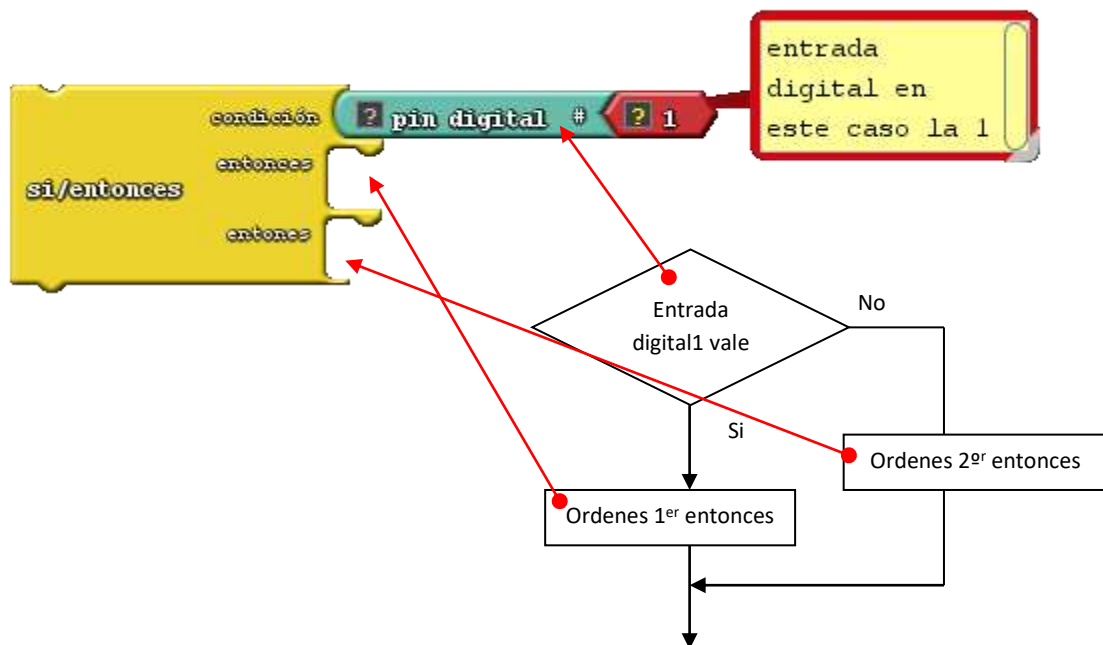 entrada
digital en
este caso la 1
condición
pin digital # 1
entonces
si/entonces
entones
Entrada
digital1 vale
No
Si
Ordenes 2ºʳ entonces
Ordenes 1ᵉʳ entonces